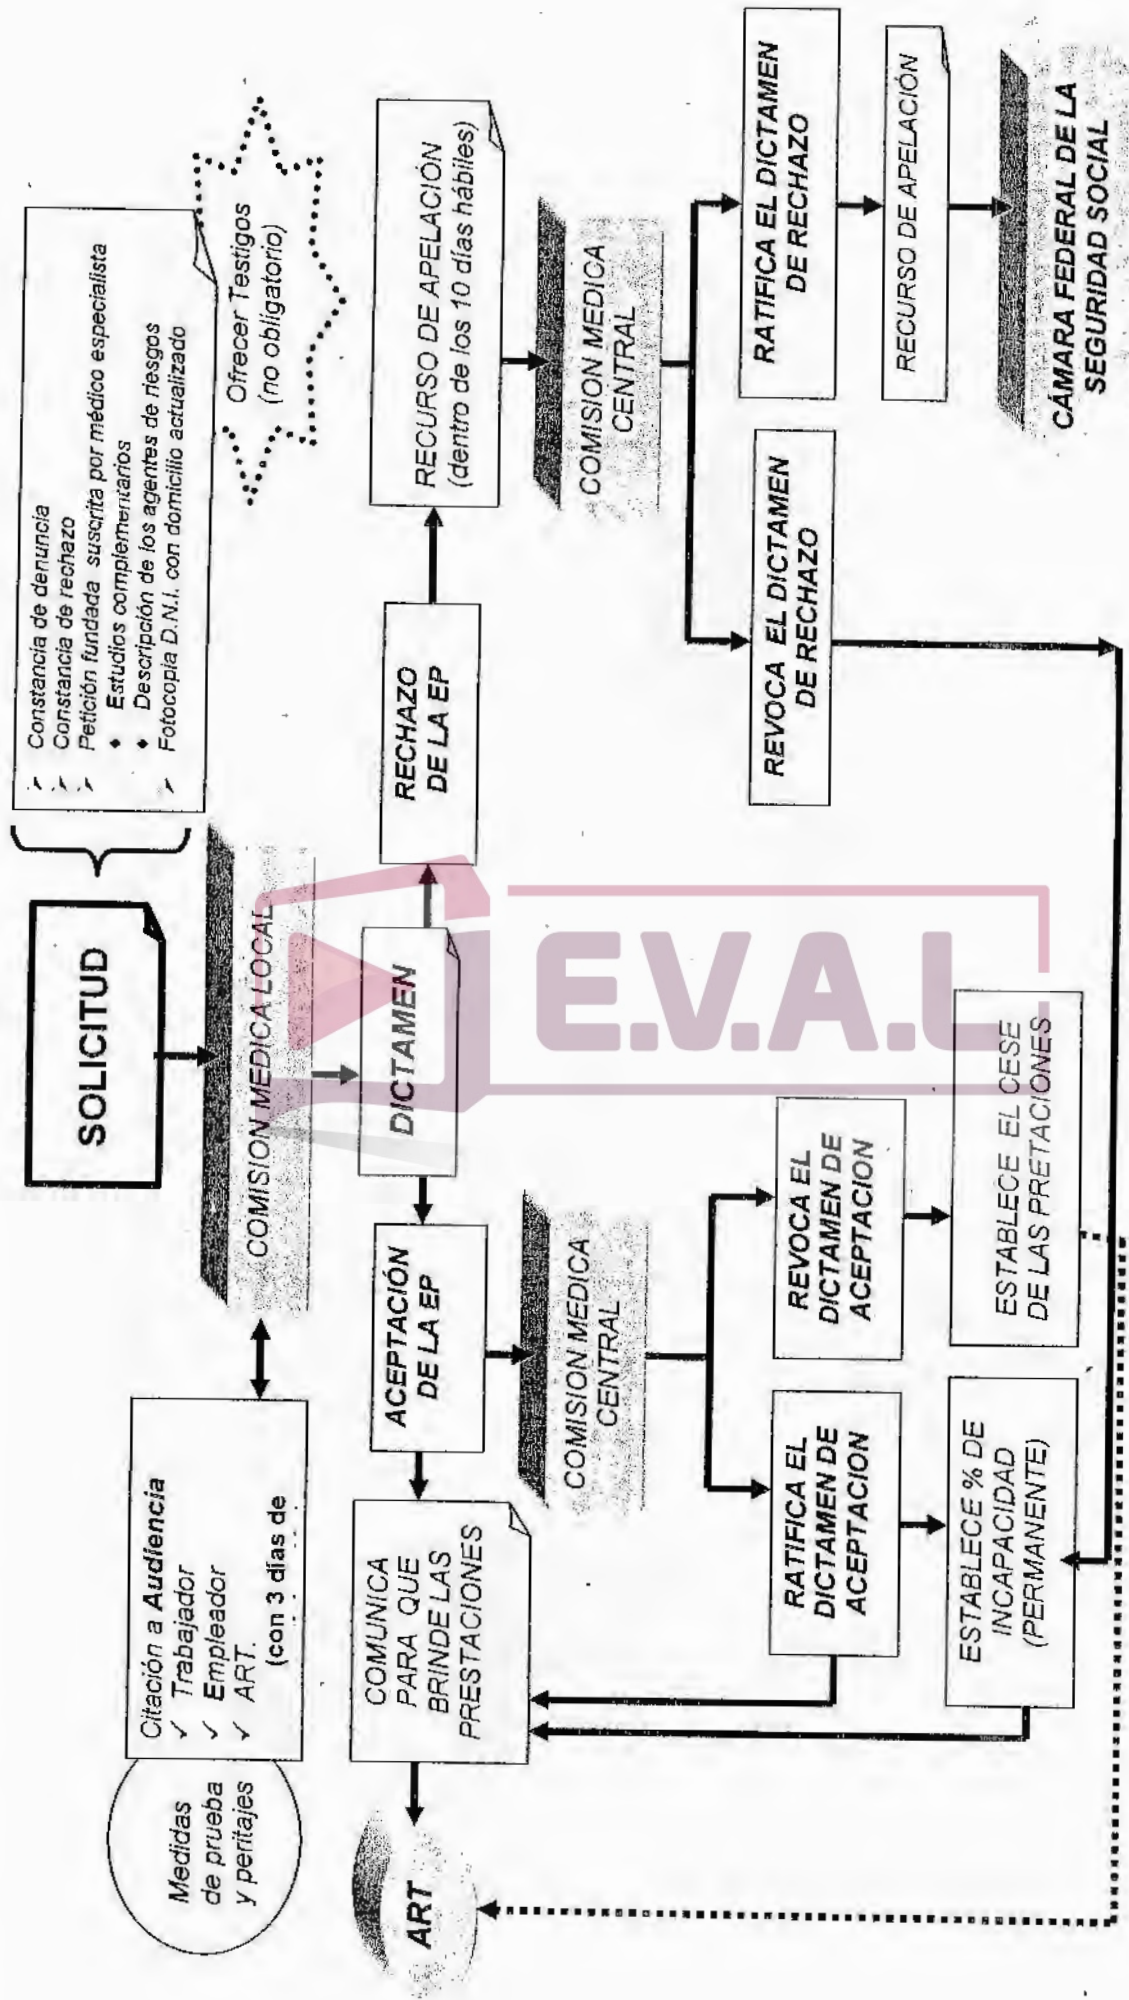 SOLICITUD
Constancia de denuncia
Constancia de rechazo
Petición fundada suscrita por médico especialista
Estudios complementarios
Descripción de los agentes de riesgos
Fotocopia D.N.I. con domicilio actualizado
Ofrecer Testigos
(no obligatorio)
Medidas
de prueba
y peritajes
Citación a Audiencia
✓ Trabajador
✓ Empleador
✓ ART.
(con 3 días de
COMISION MEDICA LOCAL
DICTAMEN
ART
COMUNICA
PARA QUE
BRINDE LAS
PRESTACIONES
ACEPTACIÓN
DE LA EP
RECHAZO
DE LA EP
RECURSO DE APELACIÓN
(dentro de los 10 días hábiles)
COMISION MEDICA
CENTRAL
COMISION MEDICA
CENTRAL
RATIFICA EL
DICTAMEN DE
ACEPTACION
REVOCA EL
DICTAMEN DE
ACEPTACION
REVOCA EL DICTAMEN
DE RECHAZO
RATIFICA EL DICTAMEN
DE RECHAZO
ESTABLECE % DE
INCAPACIDAD
(PERMANENTE)
ESTABLECE EL CESE
DE LAS PRETACIONES
RECURSO DE APELACIÓN
CÁMARA FEDERAL DE LA
SEGURIDAD SOCIAL
E.V.A.L